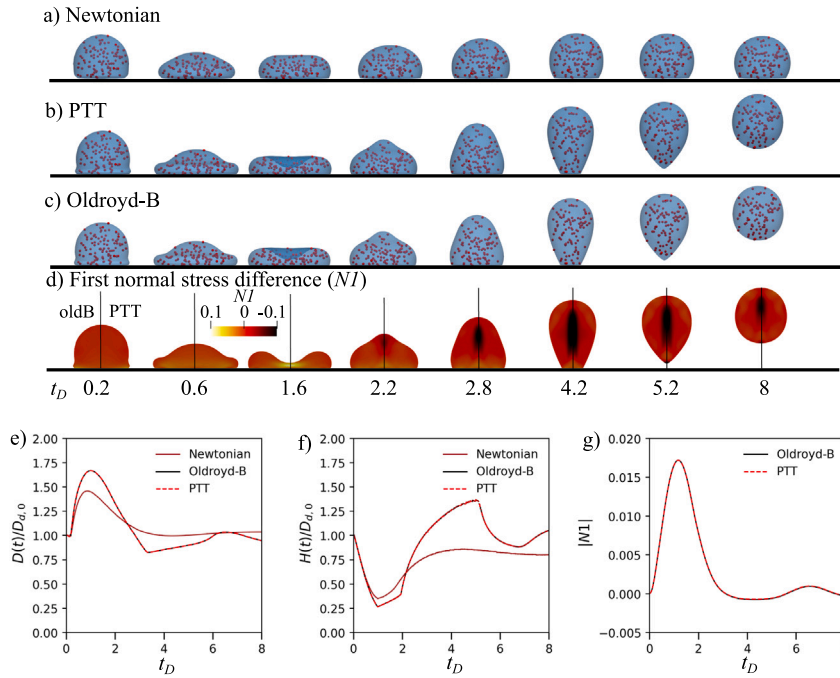 a) Newtonian
b) PTT
c) Oldroyd-B
d) First normal stress difference (N1)
oldB PTT
N1
0.1 0 -0.1
t_D 0.2 0.6 1.6 2.2 2.8 4.2 5.2 8
e)
2.00
1.75
1.50
1.25
1.00
0.75
0.50
0.25
0.00
D(t)/D_{d,0}
Newtonian
Oldroyd-B
PTT
0 2 4 6 8
t_D
f)
2.00
1.75
1.50
1.25
1.00
0.75
0.50
0.25
0.00
H(t)/D_{d,0}
Newtonian
Oldroyd-B
PTT
0 2 4 6 8
t_D
g)
0.020
0.015
0.010
0.005
0.000
−0.005
|N1|
Oldroyd-B
PTT
0 2 4 6
t_D